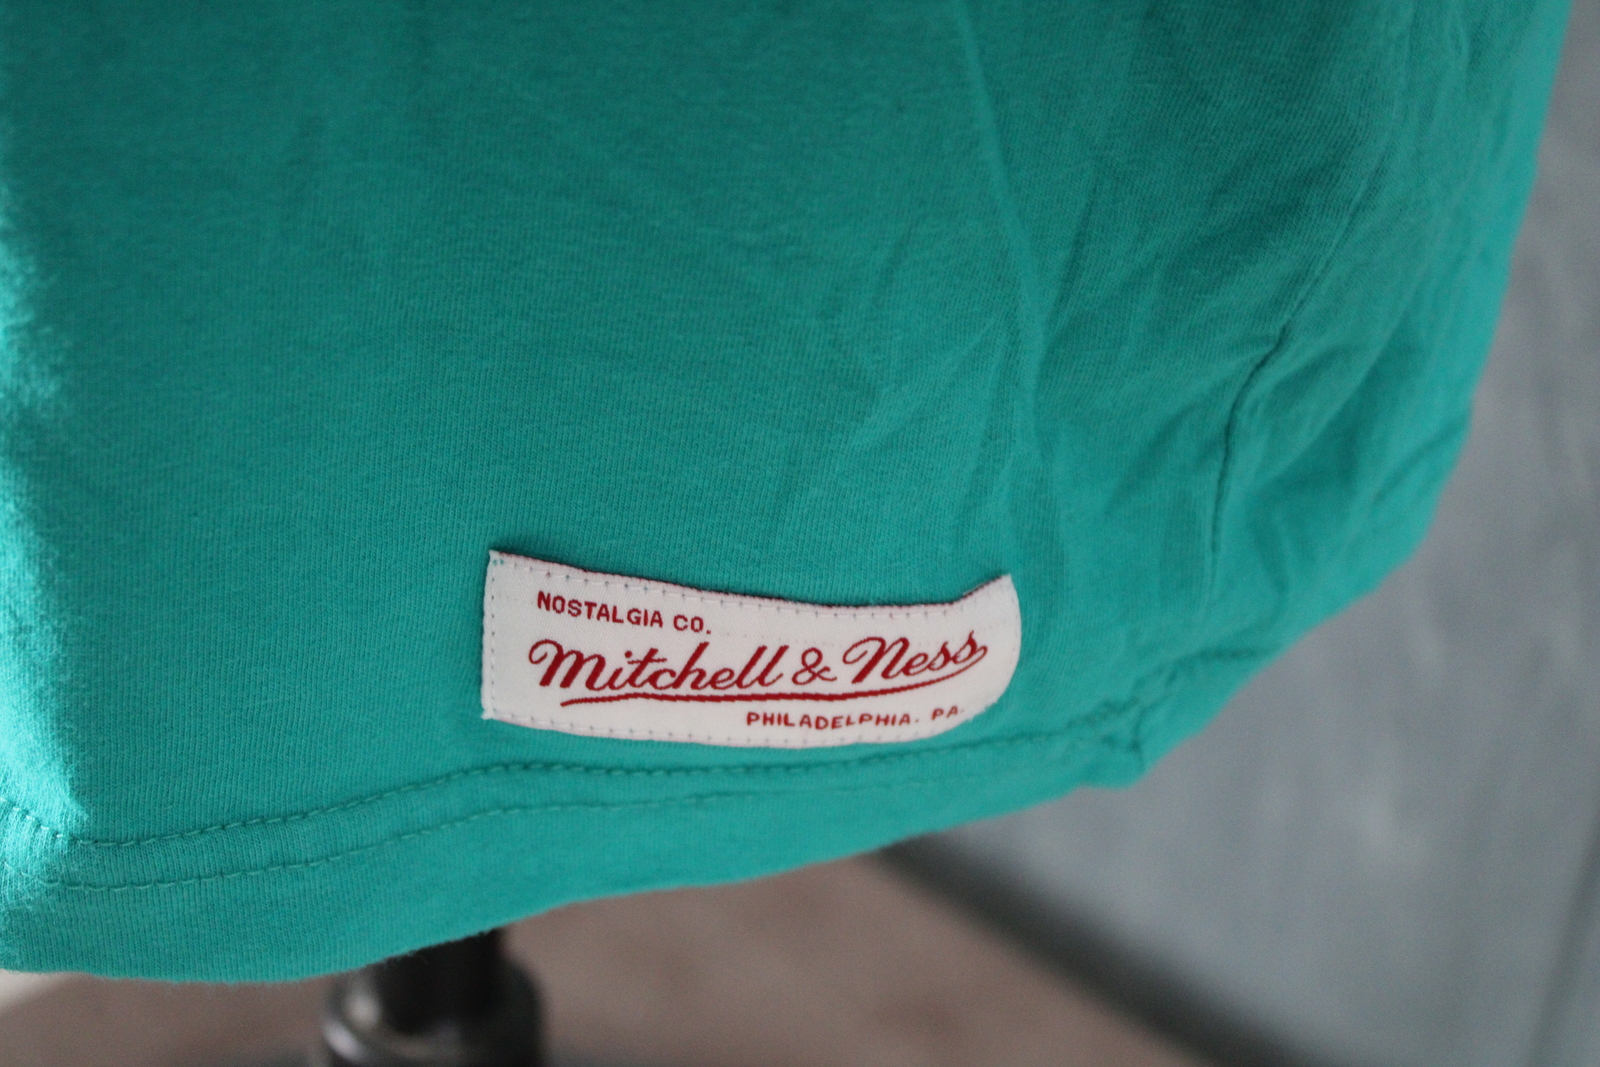 NOSTALGIA CO.
Mitchell & Ness
PHILADELPHIA. PA.